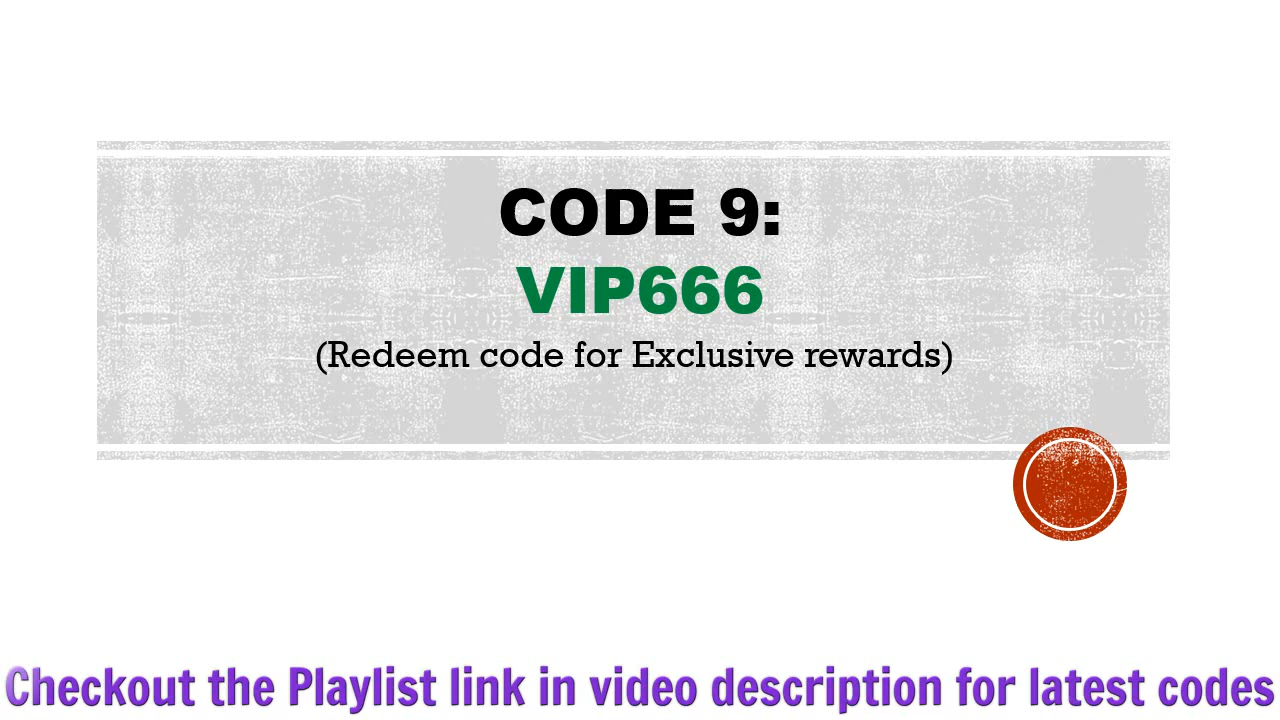 CODE 9:
VIP666
(Redeem code for Exclusive rewards)
Checkout the Playlist link in video description for latest codes